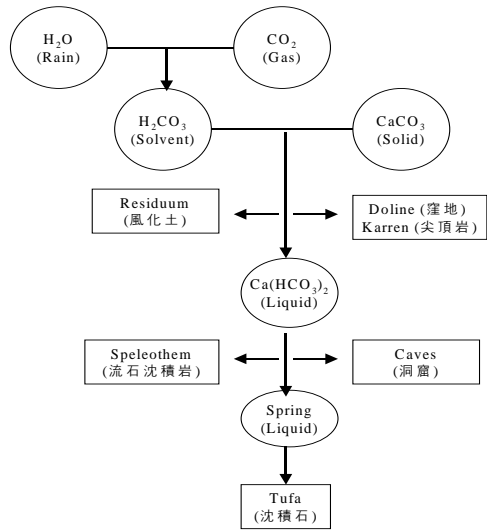 H₂O
(Rain)
CO₂
(Gas)
H₂CO₃
(Solvent)
CaCO₃
(Solid)
Residuum
(風化土)
Doline (窪地)
Karren (尖頂岩)
Ca(HCO₃)₂
(Liquid)
Speleothem
(流石沈積岩)
Caves
(洞窟)
Spring
(Liquid)
Tufa
(沈積石)